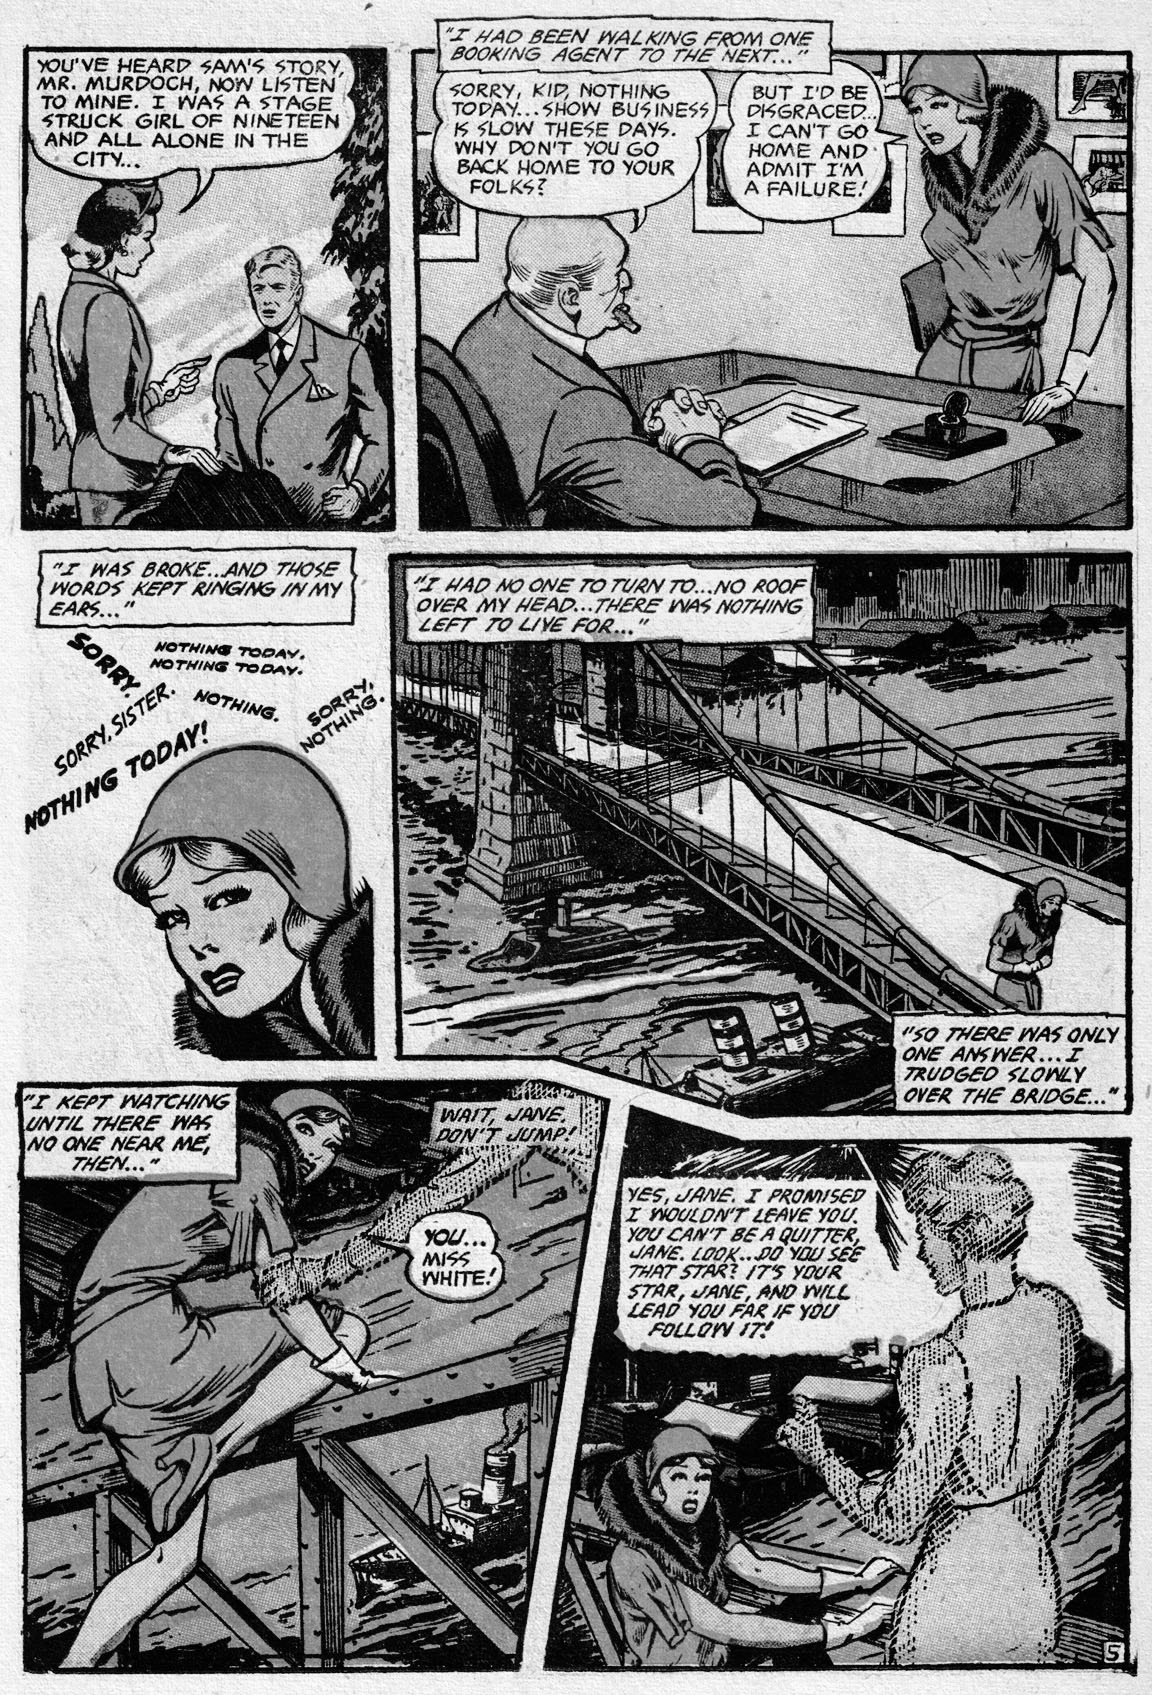 YOU'VE HEARD SAM'S STORY,
MR. MURDOCH, NOW LISTEN
TO MINE. I WAS A STAGE
STRUCK GIRL OF NINETEEN
AND ALL ALONE IN THE
CITY...
"I HAD BEEN WALKING FROM ONE
BOOKING AGENT TO THE NEXT..."
SORRY, KID, NOTHING
TODAY...SHOW BUSINESS
IS SLOW THESE DAYS.
WHY DON'T YOU GO
BACK HOME TO YOUR
FOLKS?
BUT I'D BE
DISGRACED...
I CAN'T GO
HOME AND
ADMIT I'M
A FAILURE!
"I WAS BROKE...AND THOSE
WORDS KEPT RINGING IN MY
EARS..."
SORRY.
NOTHING TODAY.
NOTHING TODAY.
SORRY, SISTER.
NOTHING.
SORRY,
NOTHING.
NOTHING TODAY!
"I HAD NO ONE TO TURN TO...NO ROOF
OVER MY HEAD...THERE WAS NOTHING
LEFT TO LIVE FOR..."
"SO THERE WAS ONLY
ONE ANSWER...I
TRUDGED SLOWLY
OVER THE BRIDGE..."
"I KEPT WATCHING
UNTIL THERE WAS
NO ONE NEAR ME,
THEN..."
WAIT, JANE.
DON'T JUMP!
YOU...
MISS
WHITE!
YES, JANE. I PROMISED
I WOULDN'T LEAVE YOU.
YOU CAN'T BE A QUITTER,
JANE. LOOK...DO YOU SEE
THAT STAR? IT'S YOUR
STAR, JANE, AND WILL
LEAD YOU FAR IF YOU
FOLLOW IT!
5